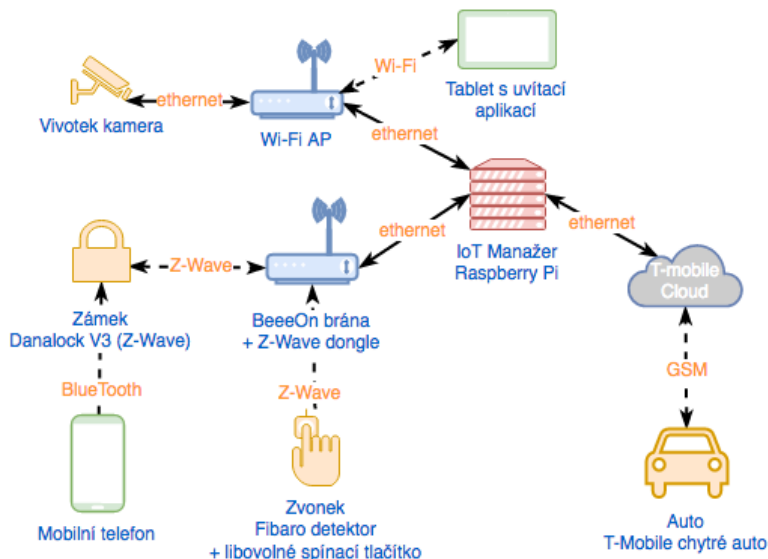 Wi-Fi
Tablet s uvítací
aplikací
ethernet
Vivotek kamera
Wi-Fi AP
ethernet
ethernet
ethernet
IoT Manažer
Raspberry Pi
Z-Wave
T-mobile
Cloud
Zámek
Danalock V3 (Z-Wave)
BeeeOn brána
+ Z-Wave dongle
GSM
BlueTooth
Z-Wave
Mobilní telefon
Zvonek
Fibaro detektor
+ libovolné spínací tlačítko
Auto
T-Mobile chytré auto